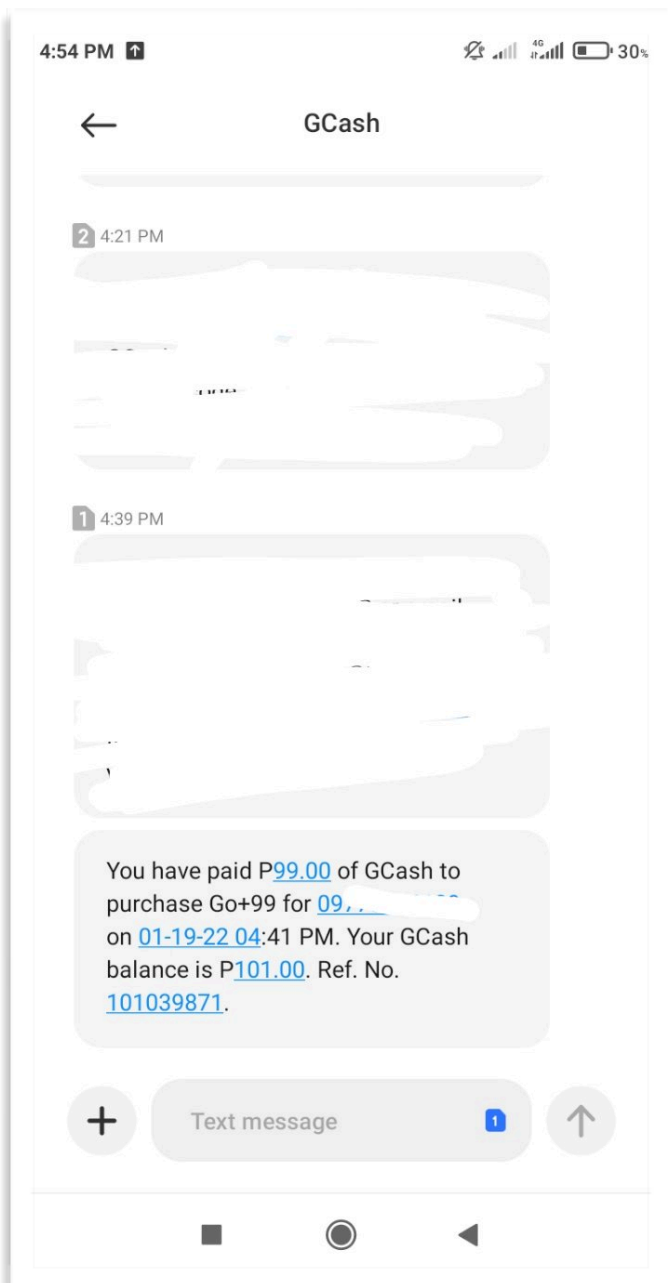 4:54 PM
4G
30%
GCash
2 4:21 PM
1 4:39 PM
You have paid P99.00 of GCash to
purchase Go+99 for
on 01-19-22 04:41 PM. Your GCash
balance is P101.00. Ref. No.
101039871.
Text message
1